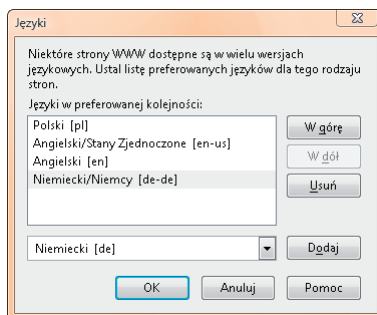 Języki
Niektóre strony WWW dostępne są w wielu wersjach
językowych. Ustal listę preferowanych języków dla tego rodzaju
stron.
Języki w preferowanej kolejności:
Polski [pl]
Angielski/Stany Zjednoczone [en-us]
Angielski [en]
Niemiecki/Niemcy [de-de]
W górę
W dół
Usuń
Niemiecki [de]
Dodaj
OK
Anuluj
Pomoc